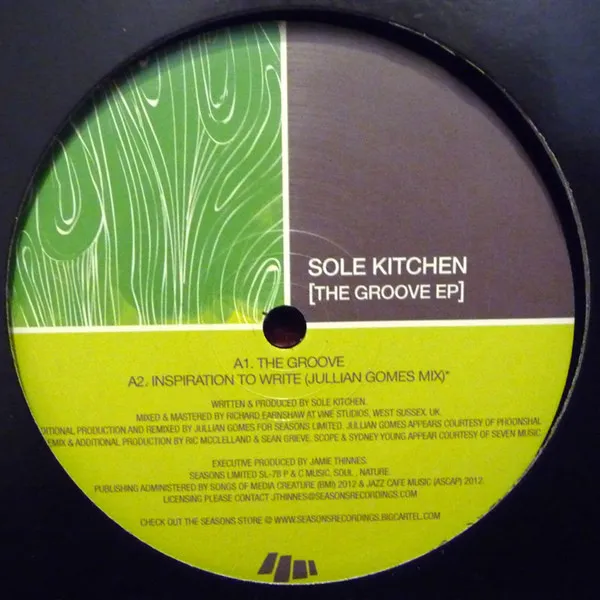 SOLE KITCHEN
[THE GROOVE EP]
A1. THE GROOVE
A2. INSPIRATION TO WRITE (JULLIAN GOMES MIX)*
WRITTEN & PRODUCED BY SOLE KITCHEN.
MIXED & MASTERED BY RICHARD EARNSHAW AT VINE STUDIOS, WEST SUSSEX, UK.
DITIONAL PRODUCTION AND REMIXED BY JULLIAN GOMES FOR SEASONS LIMITED. JULLIAN GOMES APPEARS COURTESY OF PHOONSHAL
EMIX & ADDITIONAL PRODUCTION BY RIC MCCLELLAND & SEAN GRIEVE. SCOPE & SYDNEY YOUNG APPEAR COURTESY OF SEVEN MUSIC.
EXECUTIVE PRODUCED BY JAMIE THINNES.
SEASONS LIMITED SL-78 P & C MUSIC, SOUL, NATURE.
PUBLISHING ADMINISTERED BY SONGS OF MEDIA CREATURE (BMI) 2012 & JAZZ CAFE MUSIC (ASCAP) 2012.
LICENSING PLEASE CONTACT JTHINNES@SEASONSRECORDINGS.COM
CHECK OUT THE SEASONS STORE @ WWW.SEASONSRECORDINGS.BIGCARTEL.COM